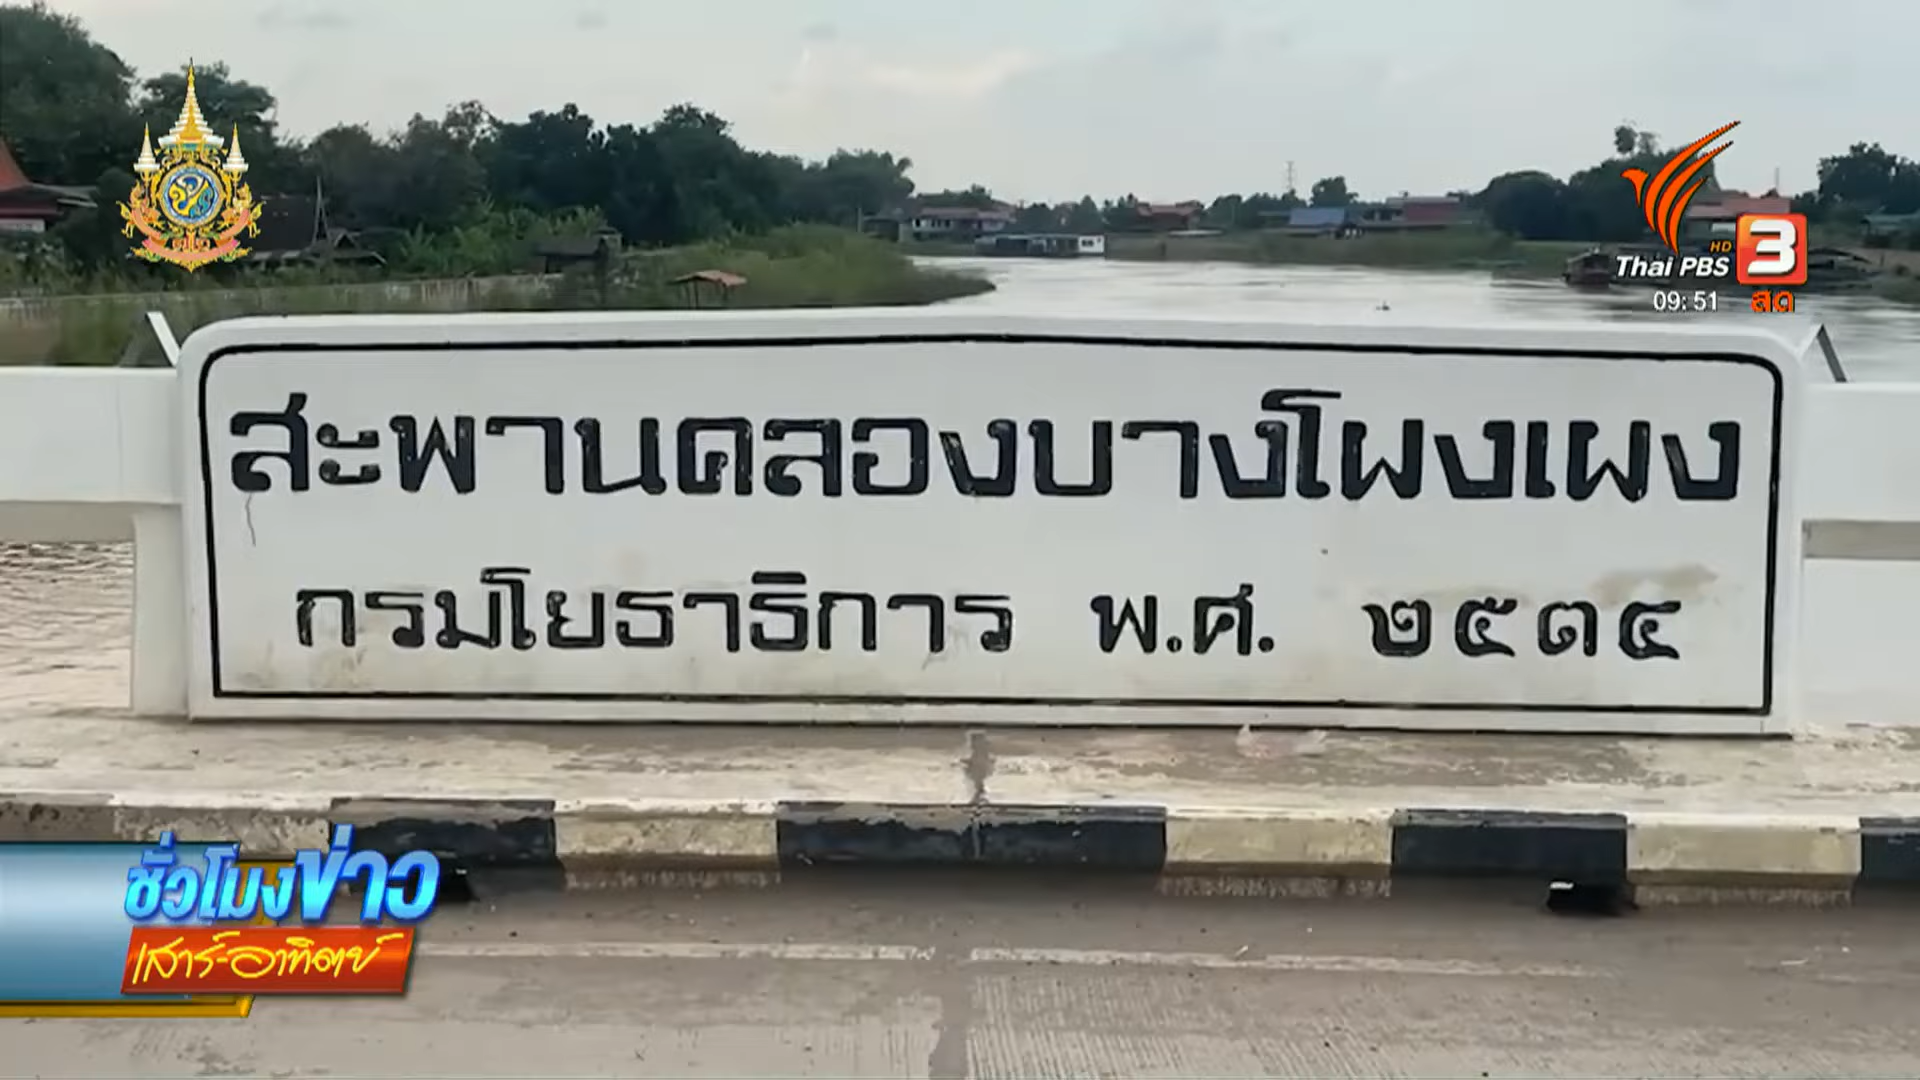 Thai PBS
HD
3
09:51 สด
สะพานคลองบางโผงเผง
กรมโยธาธิการ พ.ศ. ๒๕๓๕
ชั่วโมงข่าว
เสาร์-อาทิตย์